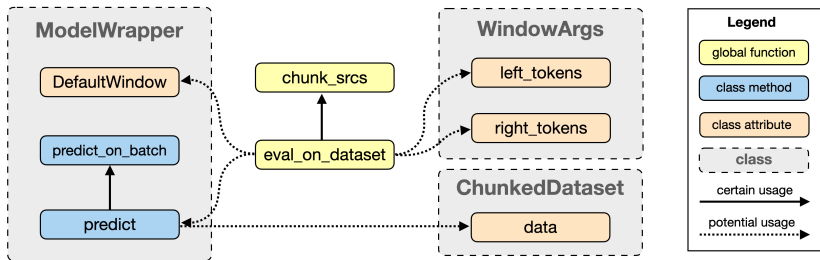 ModelWrapper
DefaultWindow
predict_on_batch
predict
chunk_srcs
eval_on_dataset
WindowArgs
left_tokens
right_tokens
ChunkedDataset
data
Legend
global function
class method
class attribute
class
certain usage
potential usage